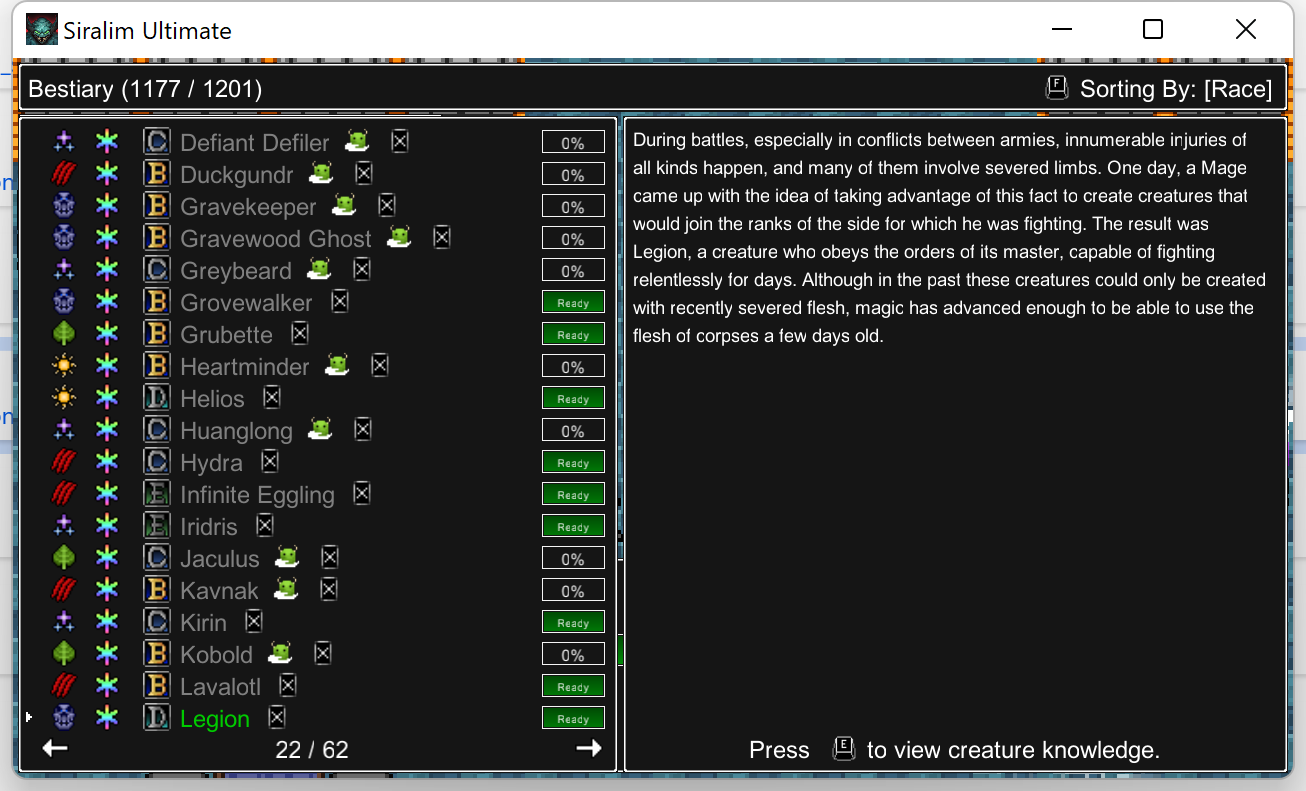 Siralim Ultimate
Bestiary (1177 / 1201)
F Sorting By: [Race]
C Defiant Defiler 0%
B Duckgundr 0%
B Gravekeeper 0%
B Gravewood Ghost 0%
C Greybeard 0%
B Grovewalker Ready
B Grubette Ready
B Heartminder 0%
D Helios Ready
C Huanglong 0%
C Hydra Ready
E Infinite Eggling Ready
E Iridris Ready
C Jaculus 0%
B Kavnak 0%
C Kirin Ready
B Kobold 0%
B Lavalotl Ready
D Legion Ready
22 / 62
During battles, especially in conflicts between armies, innumerable injuries of
all kinds happen, and many of them involve severed limbs. One day, a Mage
came up with the idea of taking advantage of this fact to create creatures that
would join the ranks of the side for which he was fighting. The result was
Legion, a creature who obeys the orders of its master, capable of fighting
relentlessly for days. Although in the past these creatures could only be created
with recently severed flesh, magic has advanced enough to be able to use the
flesh of corpses a few days old.
Press E to view creature knowledge.